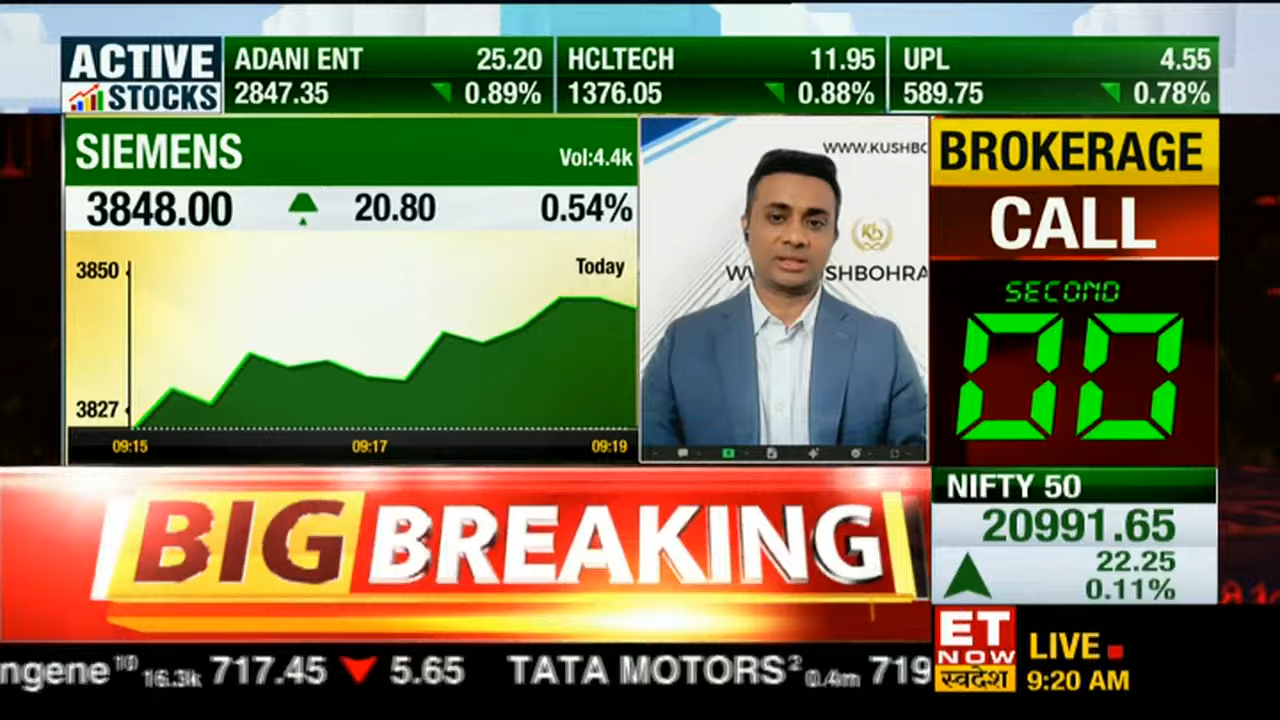 ACTIVE
STOCKS
ADANI ENT 25.20
2847.35 0.89%
HCLTECH 11.95
1376.05 0.88%
UPL 4.55
589.75 0.78%
SIEMENS
Vol:4.4k
3848.00 20.80 0.54%
3850
Today
3827
09:15 09:17 09:19
WWW.KUSHBO
Kb
SHBOHRA
BROKERAGE
CALL
SECOND
00
BIG BREAKING
NIFTY 50
20991.65
22.25
0.11%
ET
NOW
स्वदेश
LIVE
9:20 AM
ngene 10 16.3k 717.45 5.65 TATA MOTORS 2 0.4m 719